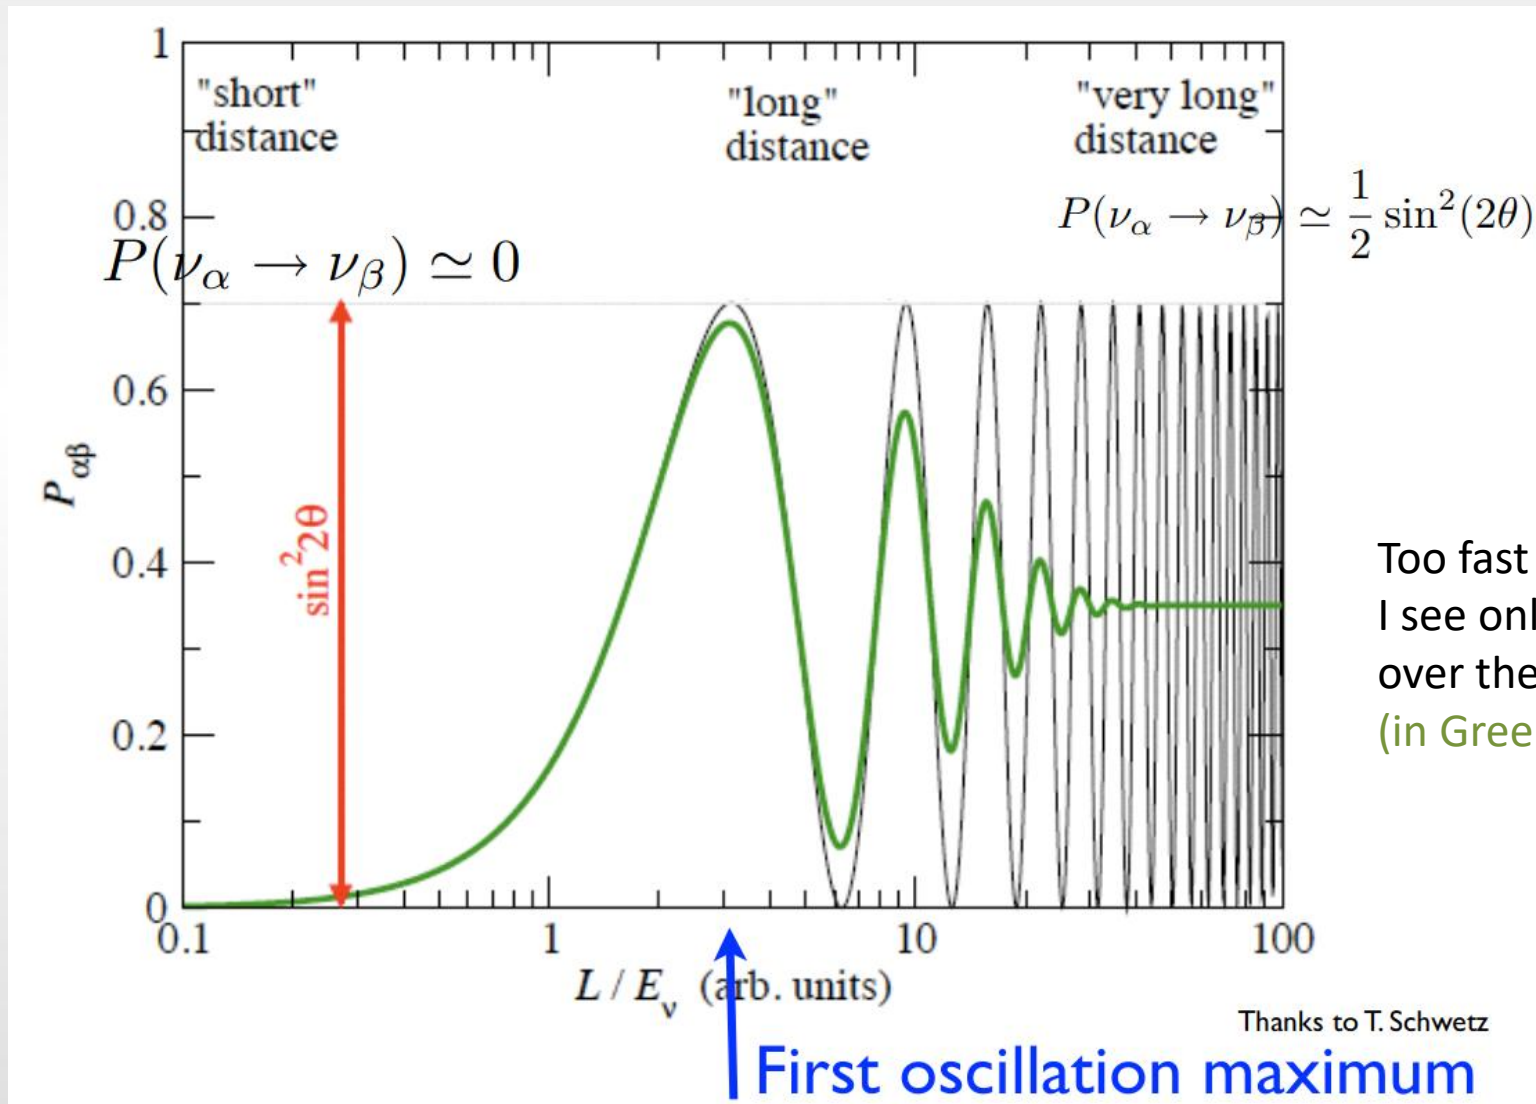 1
"short"
distance
"long"
distance
"very long"
distance
P(ν_α → ν_β) ≃ 1/2 sin²(2θ)
0.8
P(ν_α → ν_β) ≃ 0
0.6
P_αβ
sin²2θ
0.4
Too fast
I see
over the
(in
0.2
0
0.1
1
10
100
L / E_ν (arb. units)
Thanks to T. Schwetz
First oscillation maximum